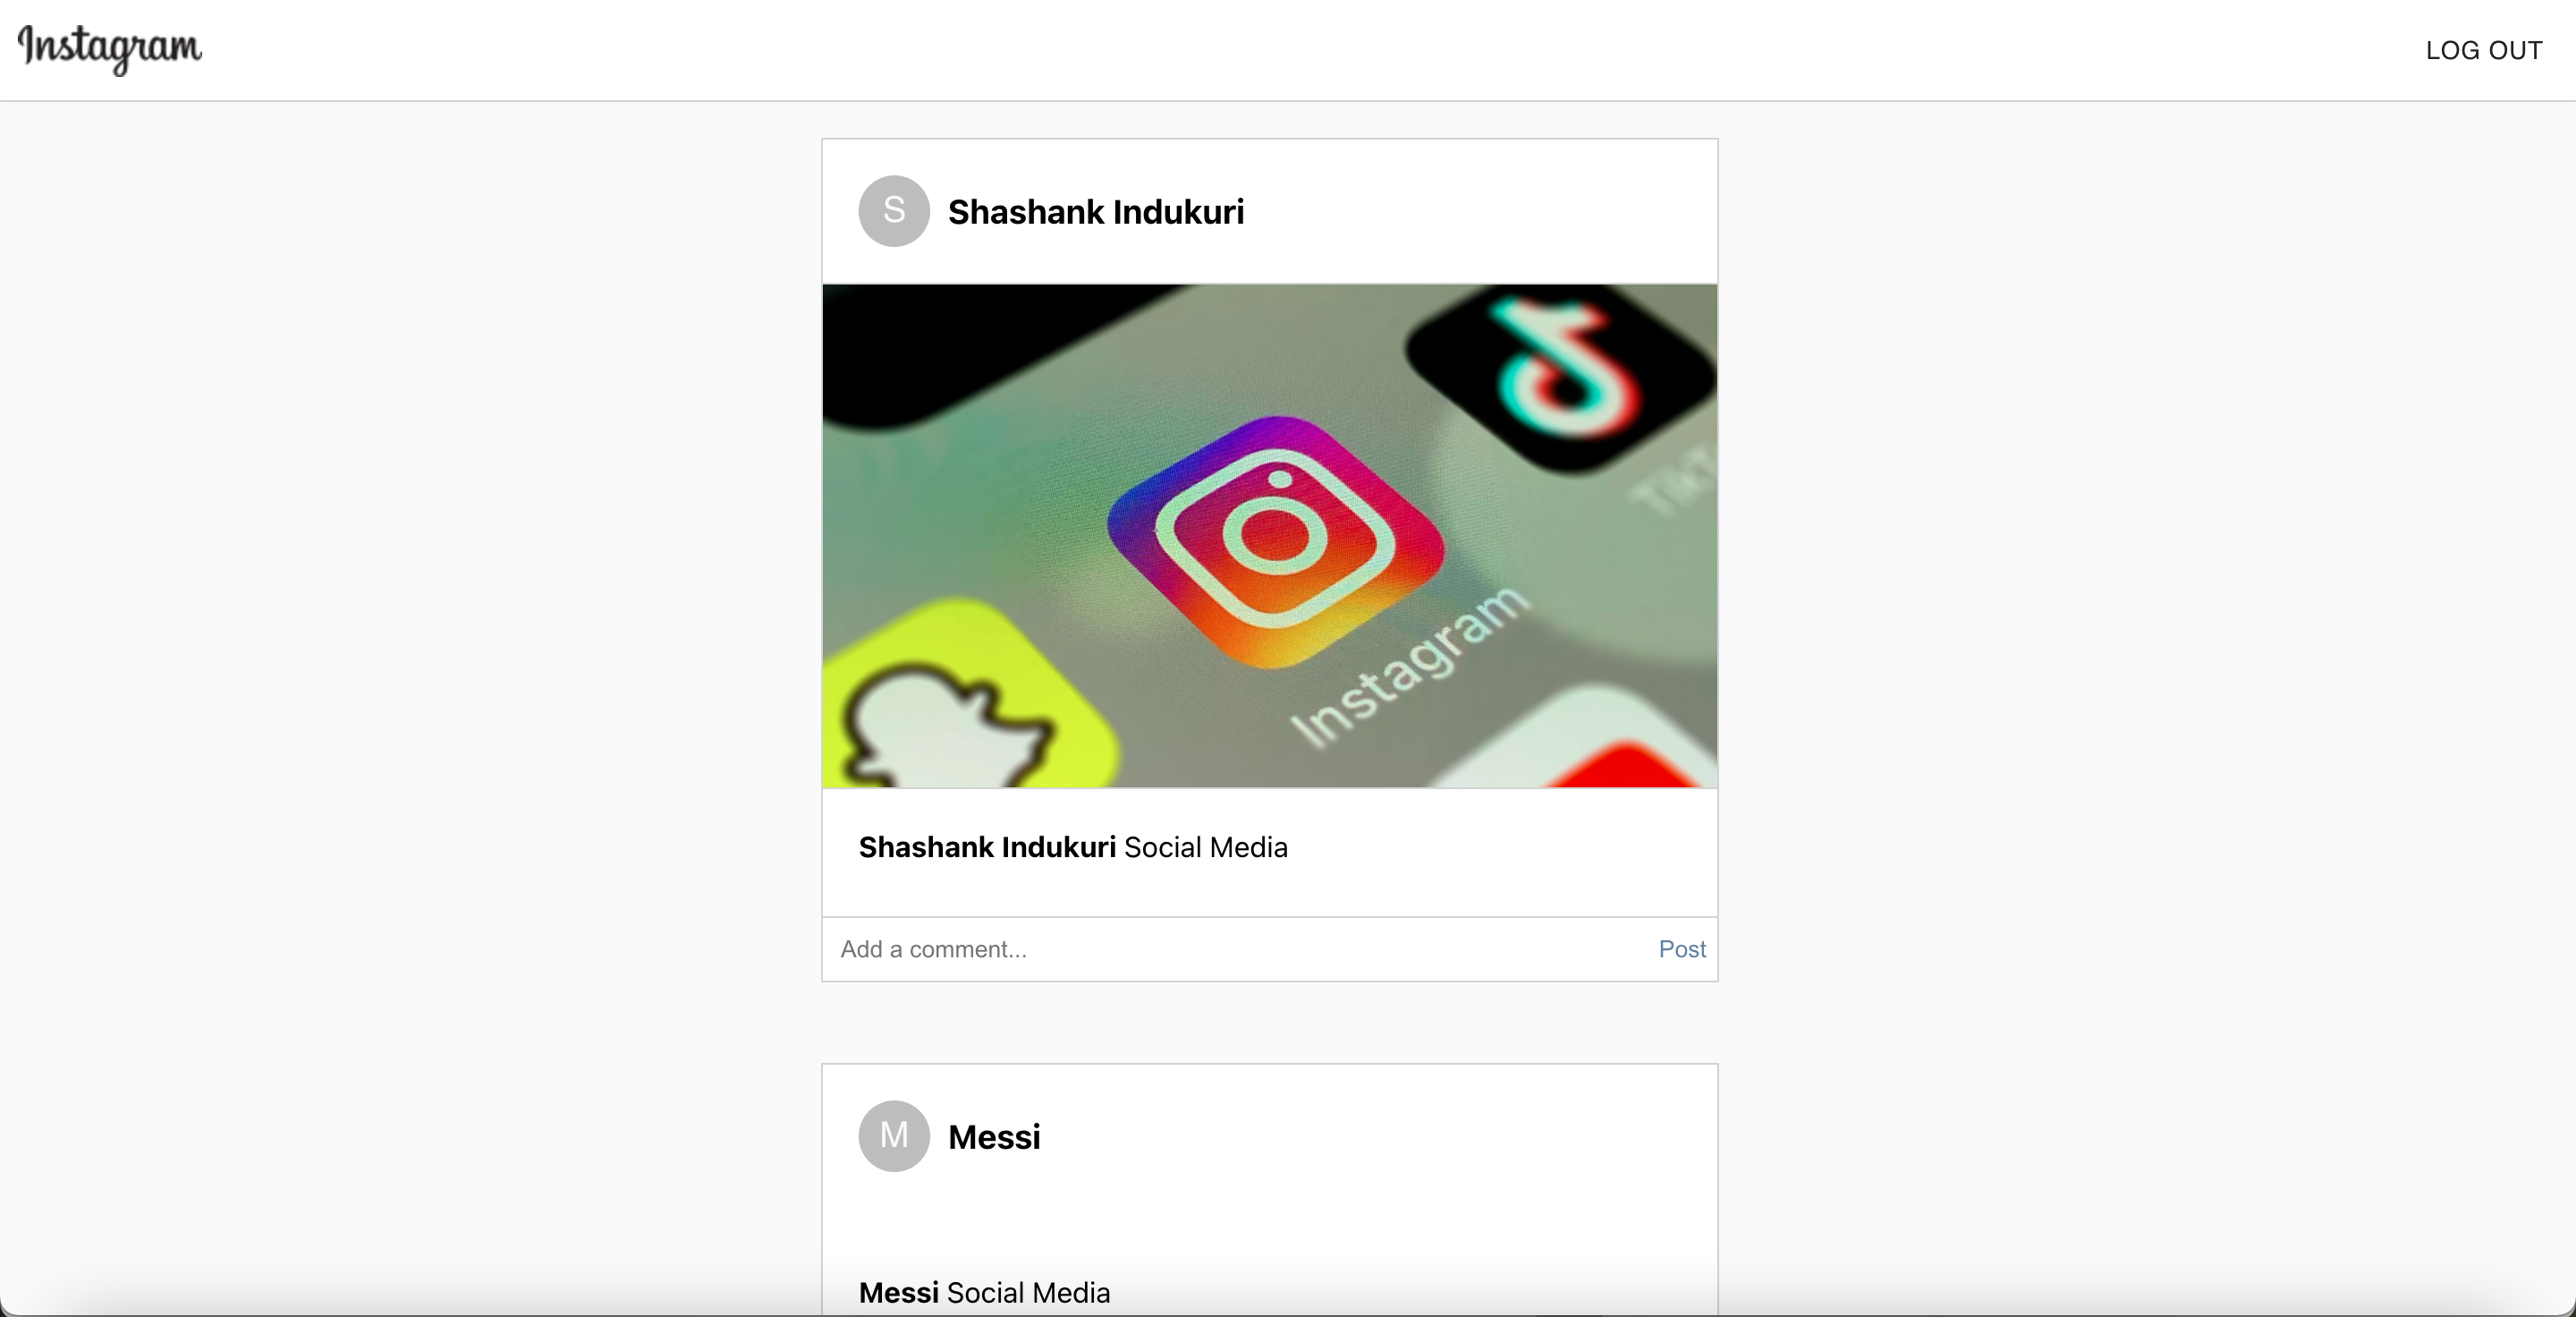 Instagram
LOG OUT
S
Shashank Indukuri
TikT
Instagram
Shashank Indukuri Social Media
Add a comment...
Post
M
Messi
Messi Social Media